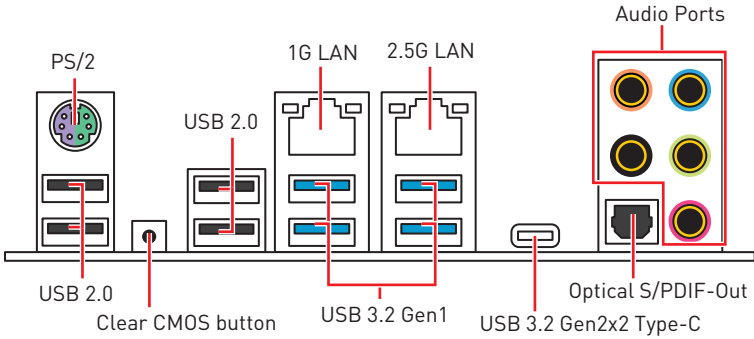 Audio Ports
PS/2
1G LAN
2.5G LAN
USB 2.0
USB 2.0
Clear CMOS button
USB 3.2 Gen1
USB 3.2 Gen2x2 Type-C
Optical S/PDIF-Out